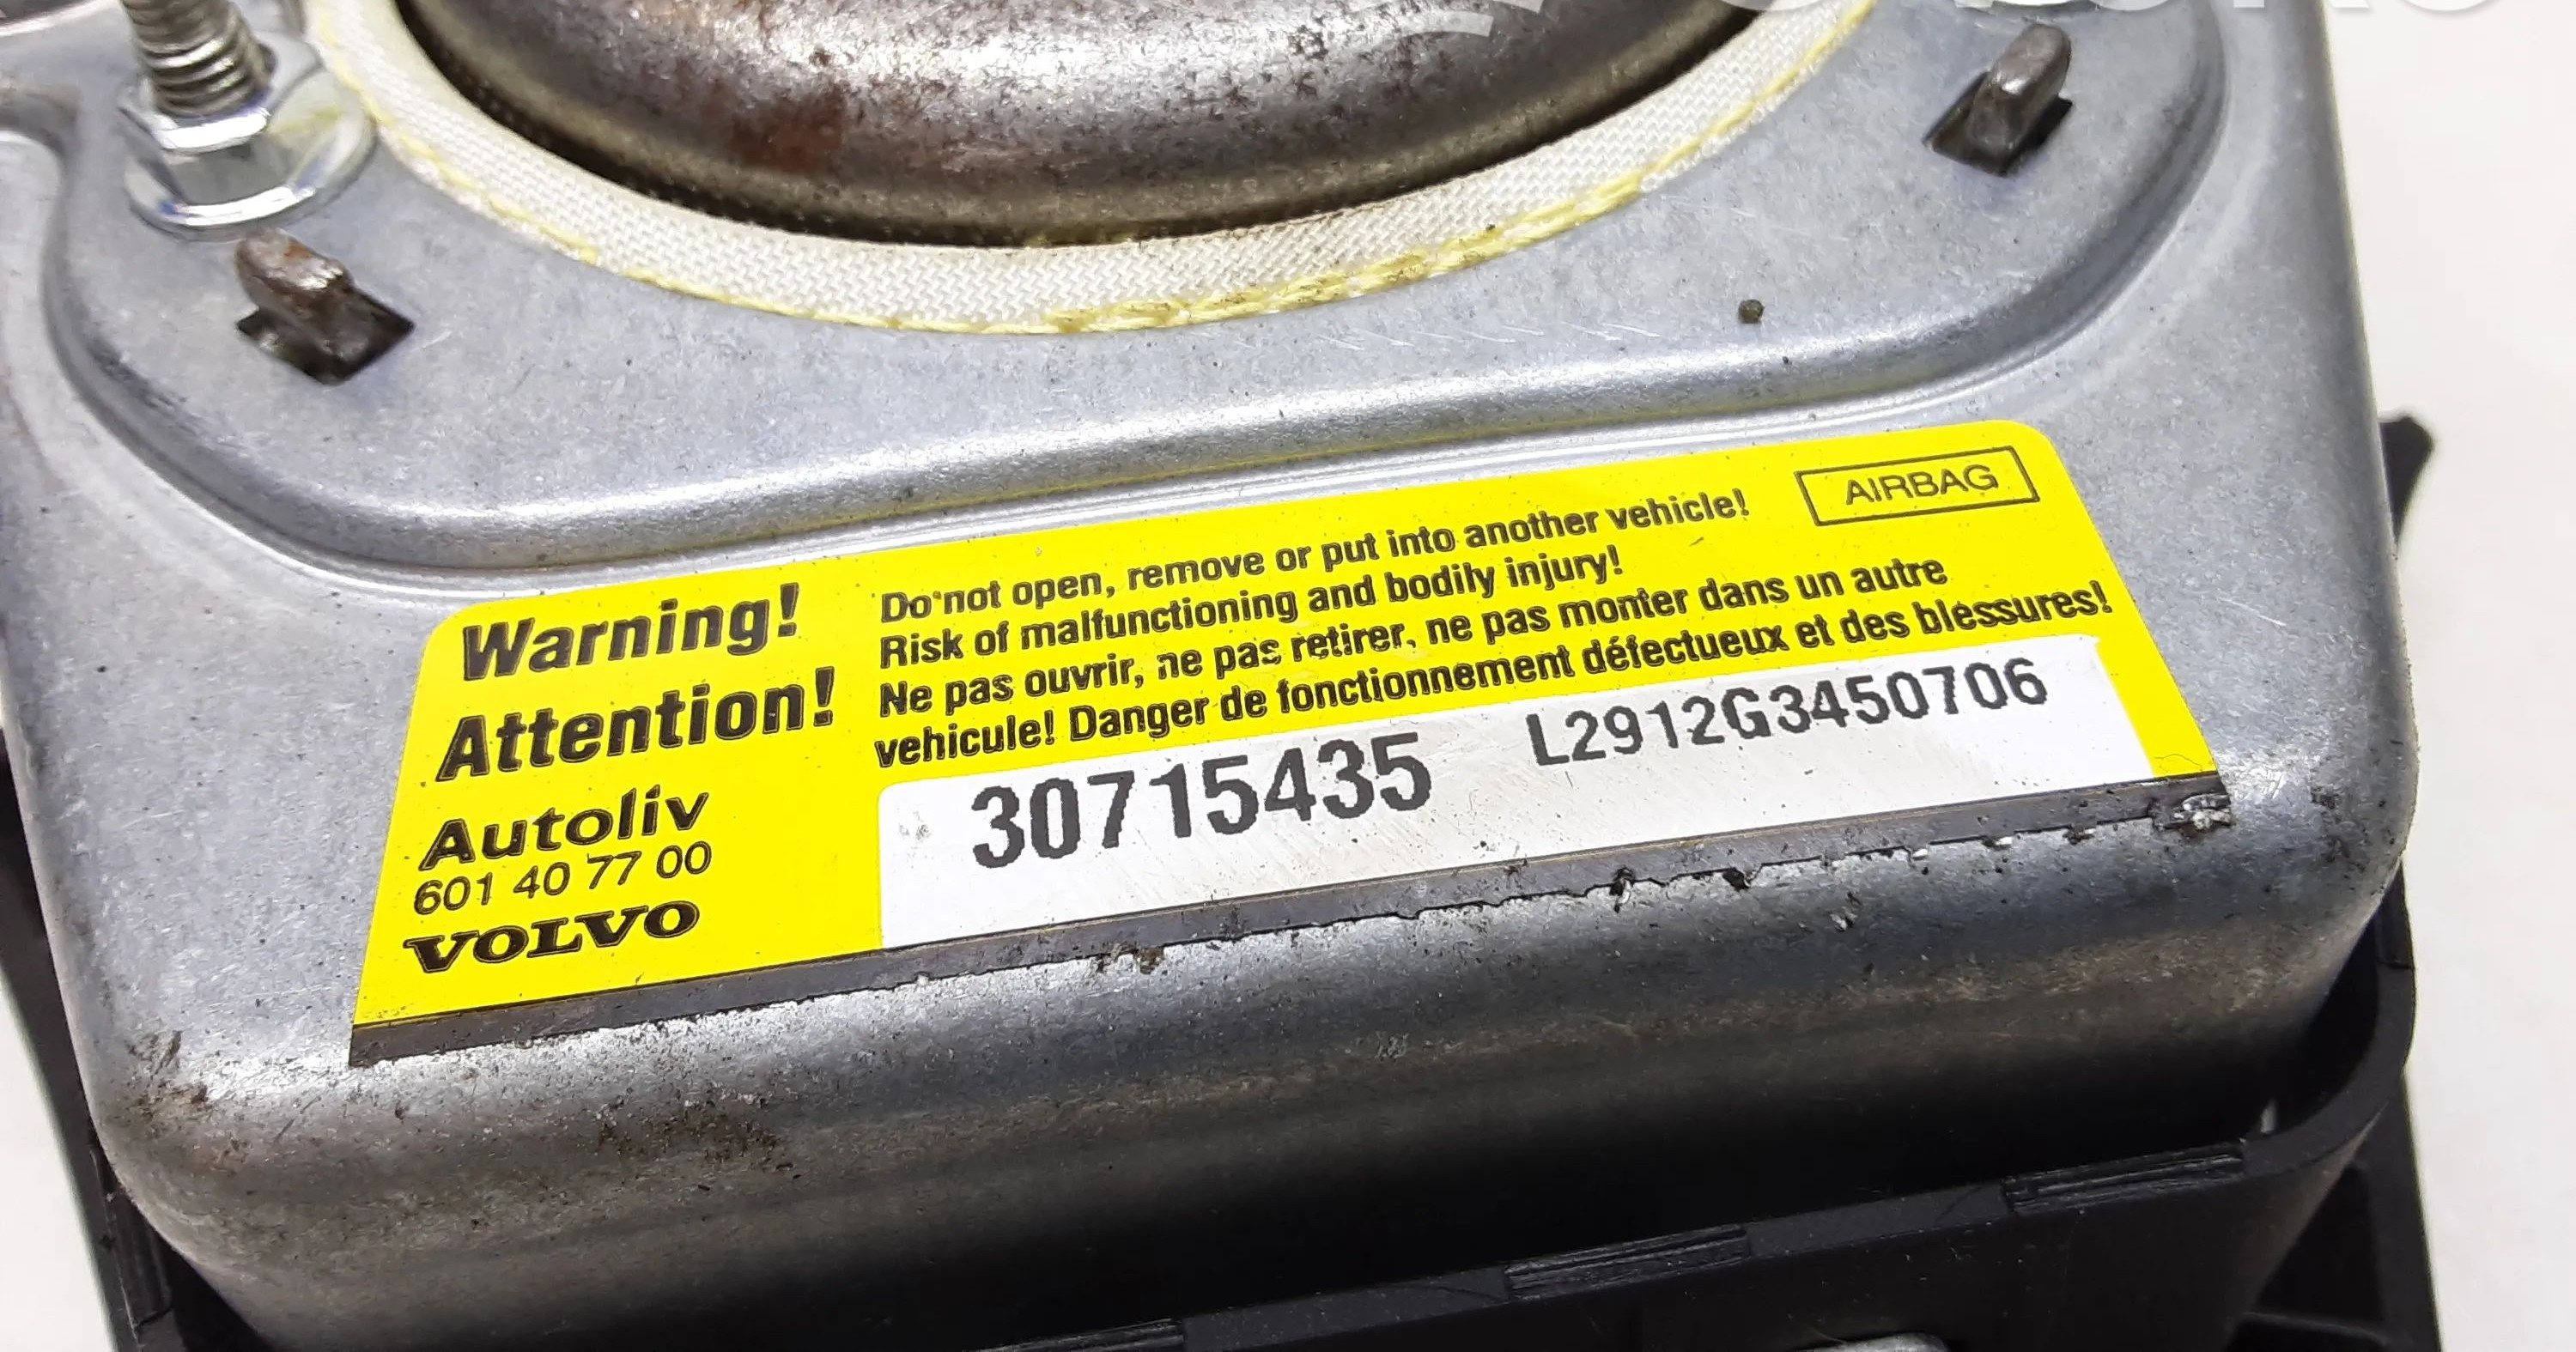 Warning!
Attention!
Autoliv
601 40 77 00
VOLVO
Do not open, remove or put into another vehicle!
Risk of malfunctioning and bodily injury!
Ne pas ouvrir, ne pas retirer, ne pas monter dans un autre
vehicule! Danger de fonctionnement défectueux et des bléssures!
AIRBAG
30715435
L2912G3450706